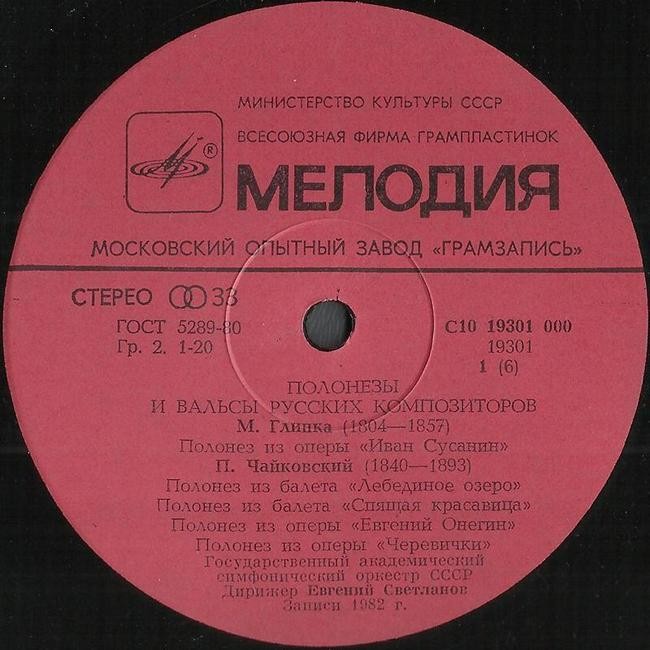 МИНИСТЕРСТВО КУЛЬТУРЫ СССР
ВСЕСОЮЗНАЯ ФИРМА ГРАМПЛАСТИНОК
®
МЕЛОДИЯ
МОСКОВСКИЙ ОПЫТНЫЙ ЗАВОД «ГРАМЗАПИСЬ»
СТЕРЕО 33
ГОСТ 5289-80
Гр. 2. 1-20
С10 19301 000
19301
1 (6)
ПОЛОНЕЗЫ
И ВАЛЬСЫ РУССКИХ КОМПОЗИТОРОВ
М. Глинка (1804—1857)
Полонез из оперы «Иван Сусанин»
П. Чайковский (1840—1893)
Полонез из балета «Лебединое озеро»
Полонез из балета «Спящая красавица»
Полонез из оперы «Евгений Онегин»
Полонез из оперы «Черевички»
Государственный академический
симфонический оркестр СССР
Дирижер Евгений Светланов
Записи 1982 г.